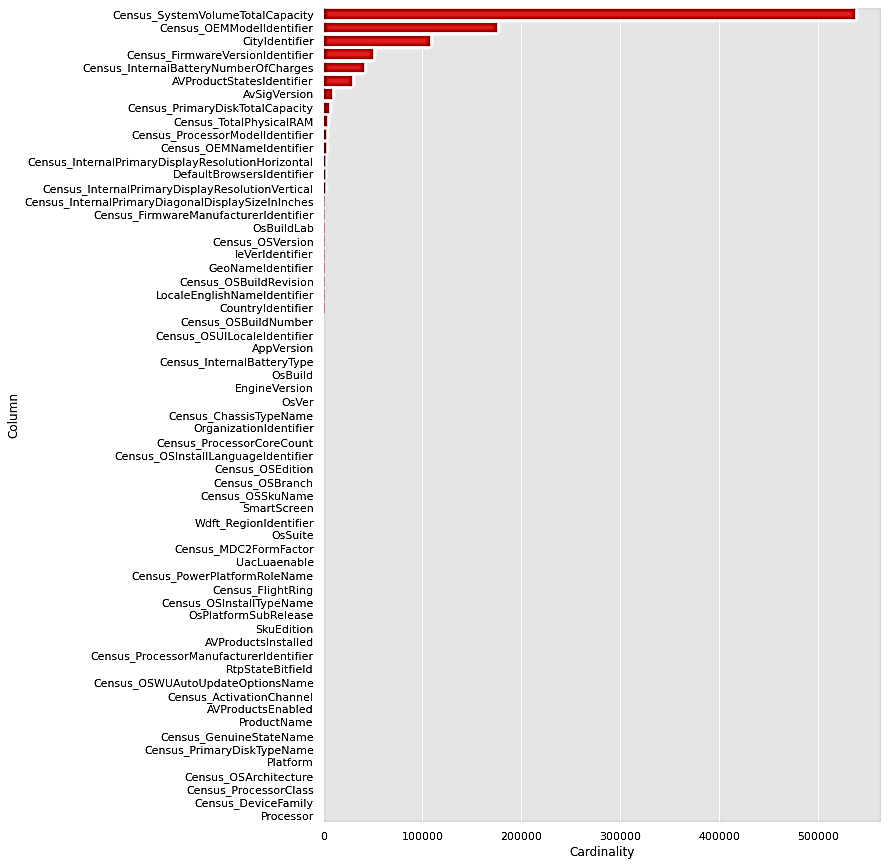 Census_SystemVolumeTotalCapacity
Census_OEMModelIdentifier
CityIdentifier
Census_FirmwareVersionIdentifier
Census_InternalBatteryNumberOfCharges
AVProductStatesIdentifier
AvSigVersion
Census_PrimaryDiskTotalCapacity
Census_TotalPhysicalRAM
Census_ProcessorModelIdentifier
Census_OEMNameIdentifier
Census_InternalPrimaryDisplayResolutionHorizontal
DefaultBrowsersIdentifier
Census_InternalPrimaryDisplayResolutionVertical
Census_InternalPrimaryDiagonalDisplaySizeInInches
Census_FirmwareManufacturerIdentifier
OsBuildLab
Census_OSVersion
IeVerIdentifier
GeoNameIdentifier
Census_OSBuildRevision
LocaleEnglishNameIdentifier
CountryIdentifier
Census_OSBuildNumber
Census_OSUILocaleIdentifier
AppVersion
Census_InternalBatteryType
OsBuild
EngineVersion
OsVer
Census_ChassisTypeName
OrganizationIdentifier
Census_ProcessorCoreCount
Census_OSInstallLanguageIdentifier
Census_OSEdition
Census_OSBranch
Census_OSSkuName
SmartScreen
Wdft_RegionIdentifier
OsSuite
Census_MDC2FormFactor
UacLuaenable
Census_PowerPlatformRoleName
Census_FlightRing
Census_OSInstallTypeName
OsPlatformSubRelease
SkuEdition
AVProductsInstalled
Census_ProcessorManufacturerIdentifier
RtpStateBitfield
Census_OSWUAutoUpdateOptionsName
Census_ActivationChannel
AVProductsEnabled
ProductName
Census_GenuineStateName
Census_PrimaryDiskTypeName
Platform
Census_OSArchitecture
Census_ProcessorClass
Census_DeviceFamily
Processor
Column
0 100000 200000 300000 400000 500000
Cardinality